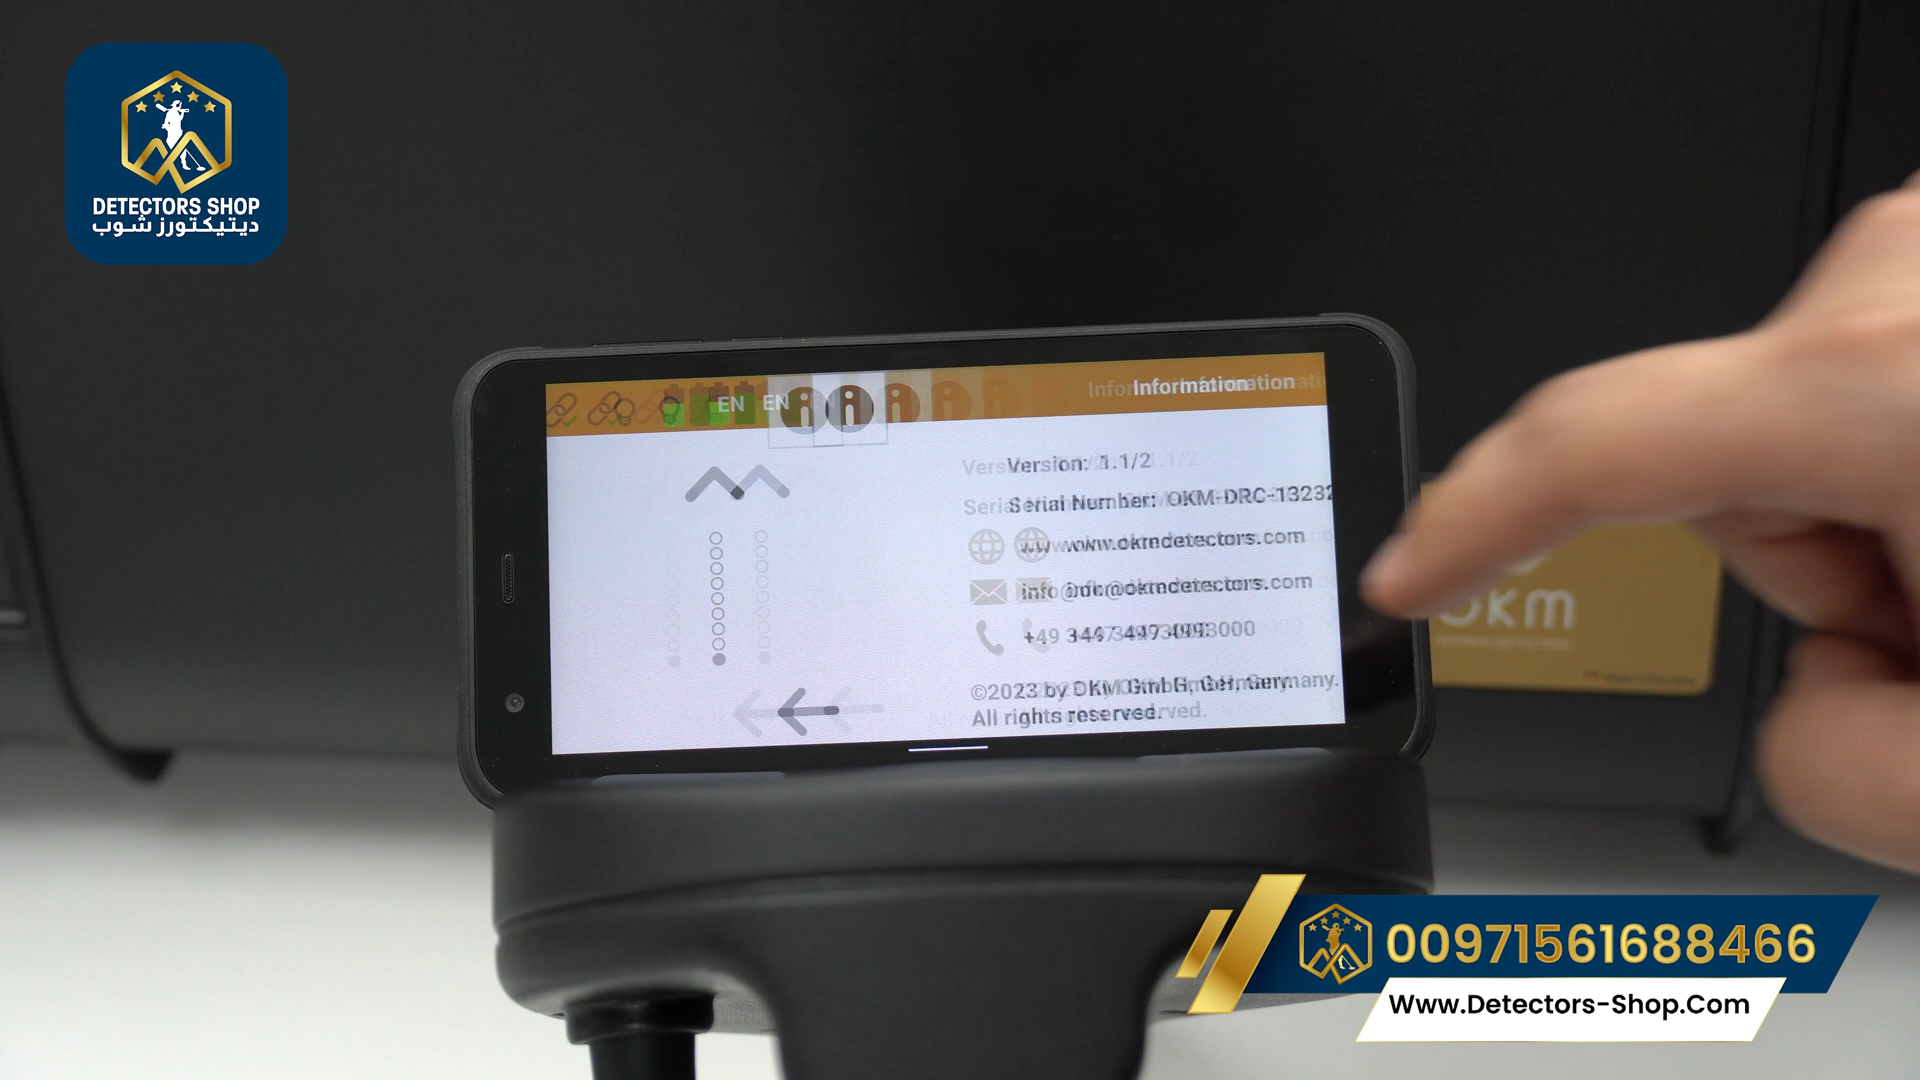 DETECTORS SHOP
ديتيكتورز شوب
EN EN
Information
Version: 1.1/2
Serial Number: OKM-DRC-13232
www.okmdetectors.com
info@okmdetectors.com
+49 3447 4993000
©2023 by OKM GmbH, Germany.
All rights reserved.
OKM
00971561688466
Www.Detectors-Shop.Com